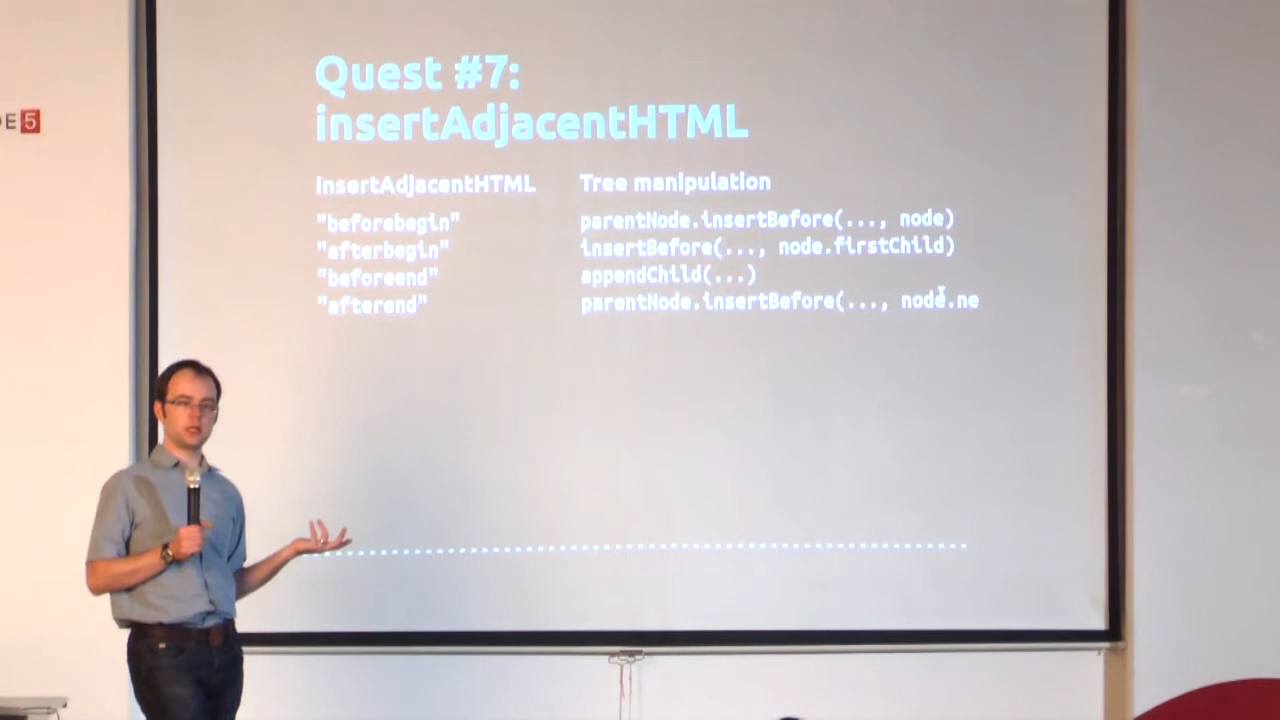 E5
Quest #7:
insertAdjacentHTML
insertAdjacentHTML Tree manipulation
"beforebegin" parentNode.insertBefore(..., node)
"afterbegin" insertBefore(..., node.firstChild)
"beforeend" appendChild(...)
"afterend" parentNode.insertBefore(..., node.ne